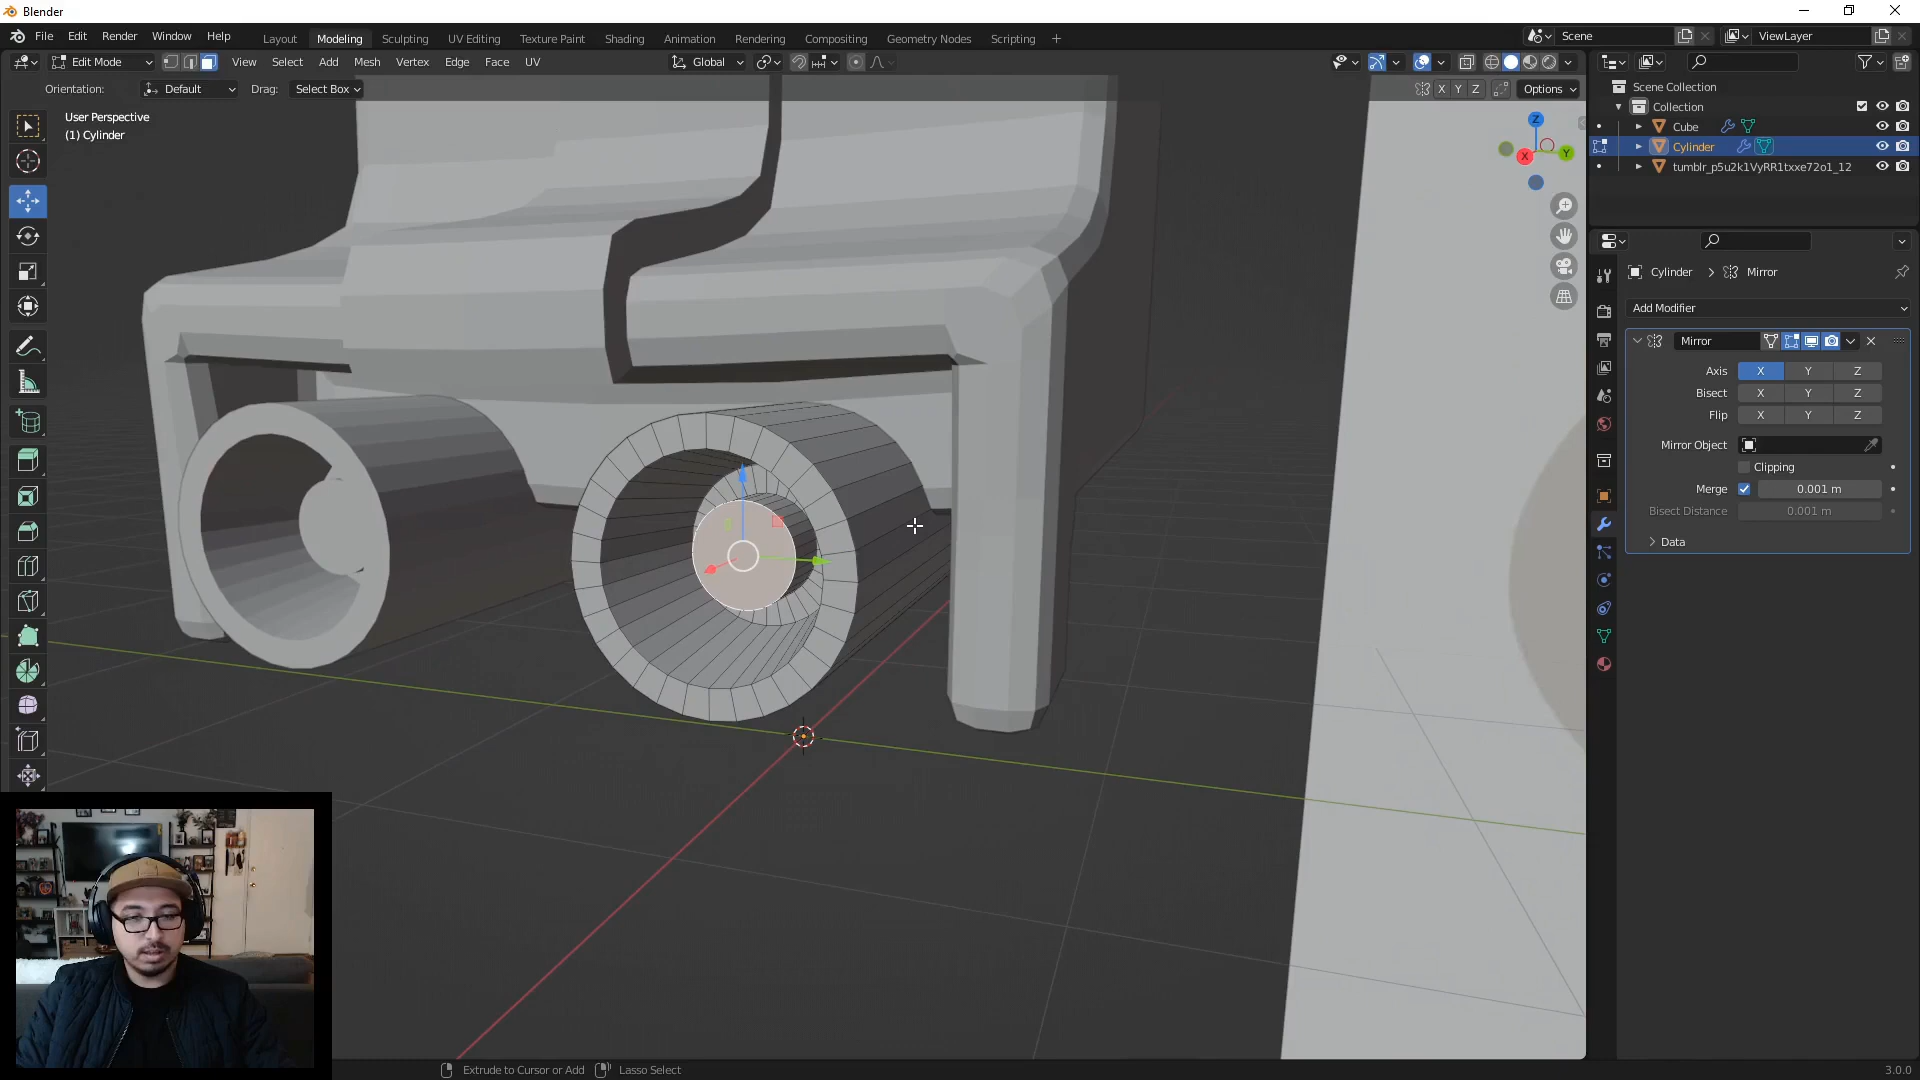 Blender
File Edit Render Window Help
Layout Modeling Sculpting UV Editing Texture Paint Shading Animation Rendering Compositing Geometry Nodes Scripting +
Scene
ViewLayer
Edit Mode
View Select Add Mesh Vertex Edge Face UV
Global
Orientation: Default Drag: Select Box
X Y Z Options
User Perspective
(1) Cylinder
Z
X
Y
Scene Collection
Collection
Cube
Cylinder
tumblr_p5u2k1VyRR1txxe72o1_12
Cylinder > Mirror
Add Modifier
Mirror
Axis X Y Z
Bisect X Y Z
Flip X Y Z
Mirror Object
Clipping
Merge 0.001 m
Bisect Distance 0.001 m
Data
Extrude to Cursor or Add Lasso Select
3.0.0